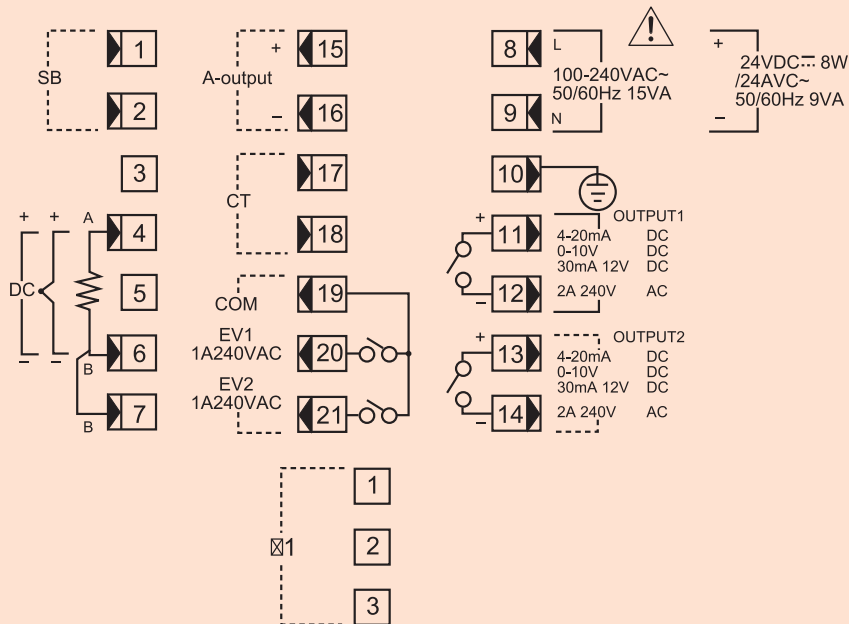 SB
1
2
3
A
4
+ +
DC
5
− −
6
B
7
B
A-output
+
15
−
16
17
CT
18
COM
19
EV1
1A240VAC
20
EV2
1A240VAC
21
8
L
100-240VAC~
50/60Hz 15VA
9
N
+
24VDC⎓ 8W
/24AVC~
50/60Hz 9VA
−
10
+
11
OUTPUT1
4-20mA DC
0-10V DC
30mA 12V DC
−
12
2A 240V AC
+
13
OUTPUT2
4-20mA DC
0-10V DC
30mA 12V DC
−
14
2A 240V AC
1
☒1
2
3